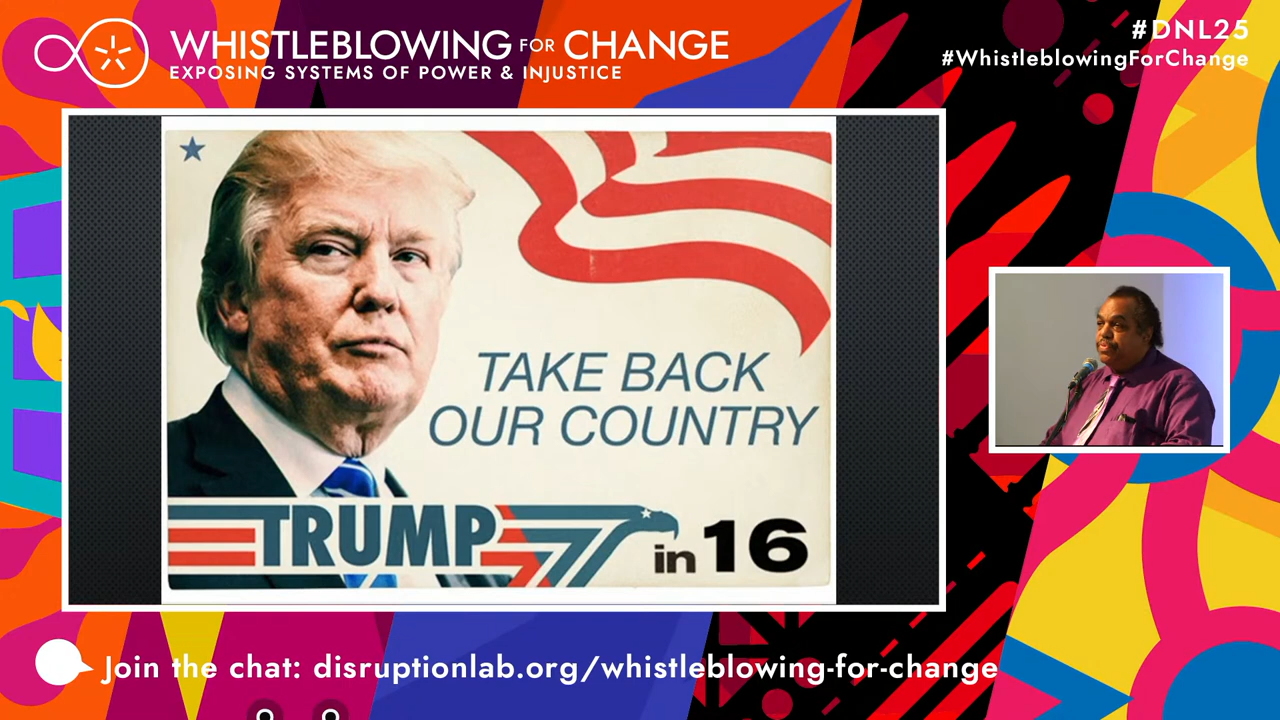 WHISTLEBLOWING FOR CHANGE
EXPOSING SYSTEMS OF POWER & INJUSTICE
#DNL25
#WhistleblowingForChange
TAKE BACK
OUR COUNTRY
TRUMP
in 16
Join the chat: disruptionlab.org/whistleblowing-for-change